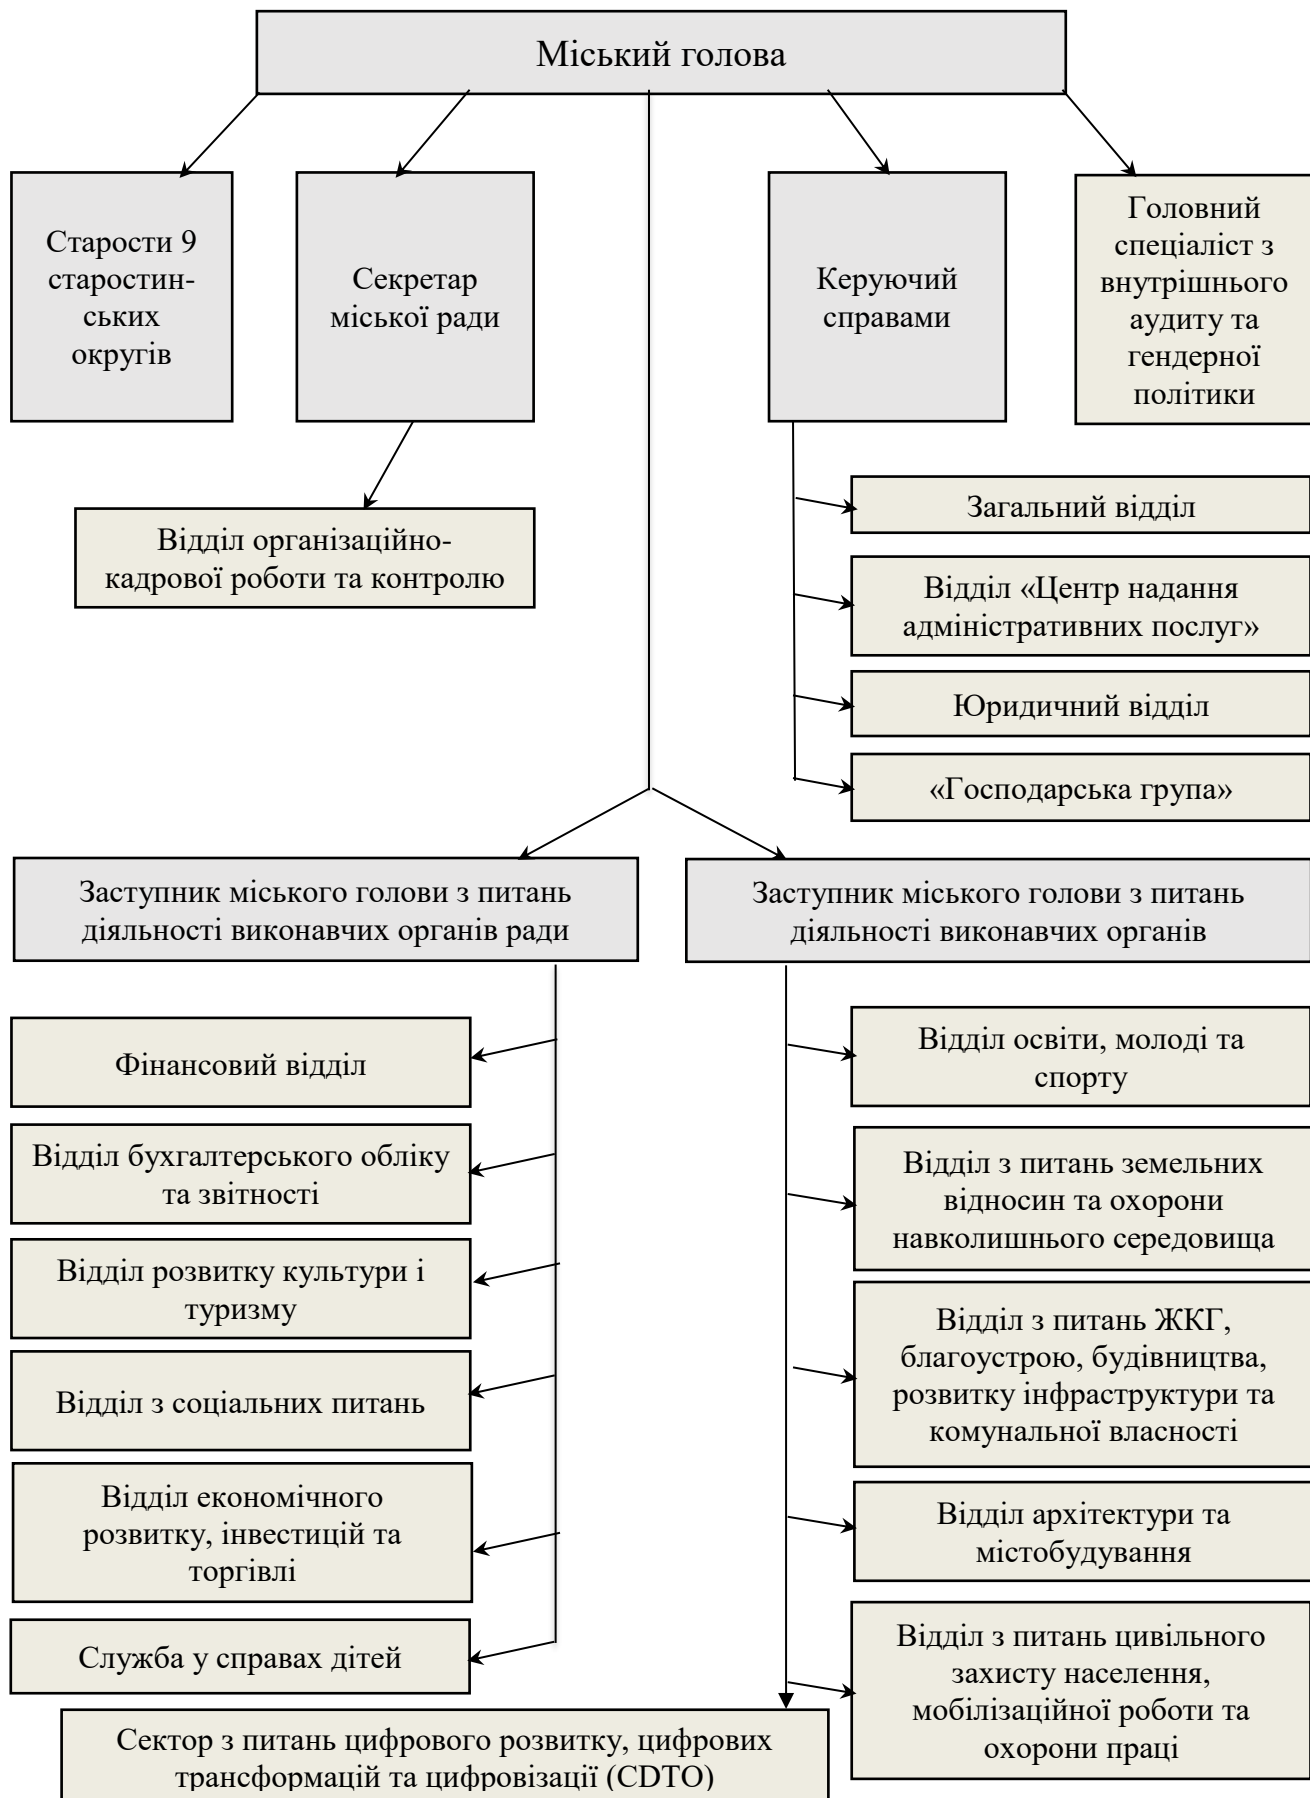 Міський голова
Старости 9
старостин-
ських
округів
Секретар
міської ради
Керуючий
справами
Головний
спеціаліст з
внутрішнього
аудиту та
гендерної
політики
Відділ організаційно-
кадрової роботи та контролю
Загальний відділ
Відділ «Центр надання
адміністративних послуг»
Юридичний відділ
«Господарська група»
Заступник міського голови з питань
діяльності виконавчих органів ради
Заступник міського голови з питань
діяльності виконавчих органів
Фінансовий відділ
Відділ бухгалтерського обліку
та звітності
Відділ розвитку культури і
туризму
Відділ з соціальних питань
Відділ економічного
розвитку, інвестицій та
торгівлі
Служба у справах дітей
Відділ освіти, молоді та
спорту
Відділ з питань земельних
відносин та охорони
навколишнього середовища
Відділ з питань ЖКГ,
благоустрою, будівництва,
розвитку інфраструктури та
комунальної власності
Відділ архітектури та
містобудування
Відділ з питань цивільного
захисту населення,
мобілізаційної роботи та
охорони праці
Сектор з питань цифрового розвитку, цифрових
трансформацій та цифровізації (CDTO)